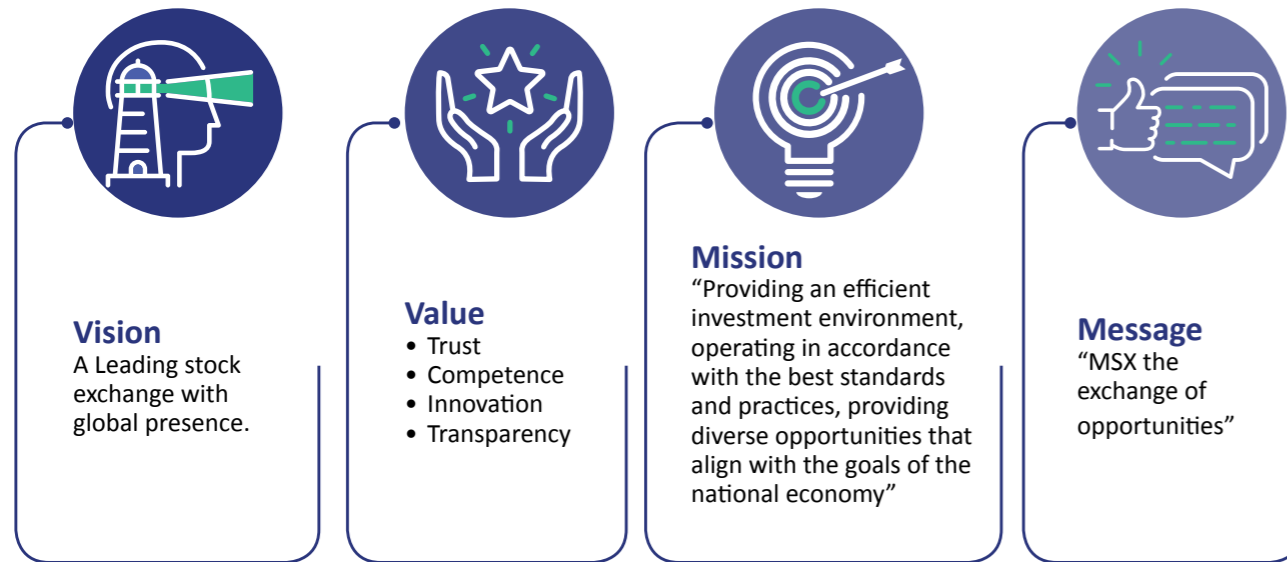 Vision
A Leading stock
exchange with
global presence.
Value
• Trust
• Competence
• Innovation
• Transparency
Mission
“Providing an efficient
investment environment,
operating in accordance
with the best standards
and practices, providing
diverse opportunities that
align with the goals of the
national economy”
Message
“MSX the
exchange of
opportunities”